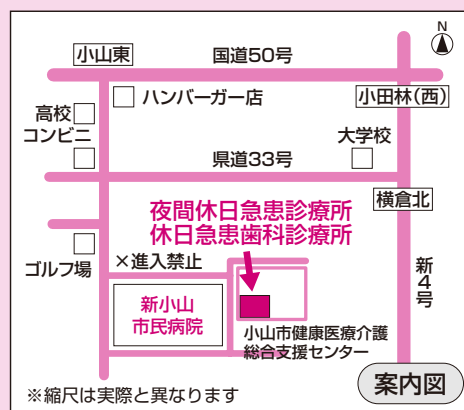 N
小山東
国道50号
ハンバーガー店
小田林(西)
高校
コンビニ
大学校
県道33号
横倉北
夜間休日急患診療所
休日急患歯科診療所
×進入禁止
ゴルフ場
新4号
新小山
市民病院
小山市健康医療介護
総合支援センター
案内図
※縮尺は実際と異なります